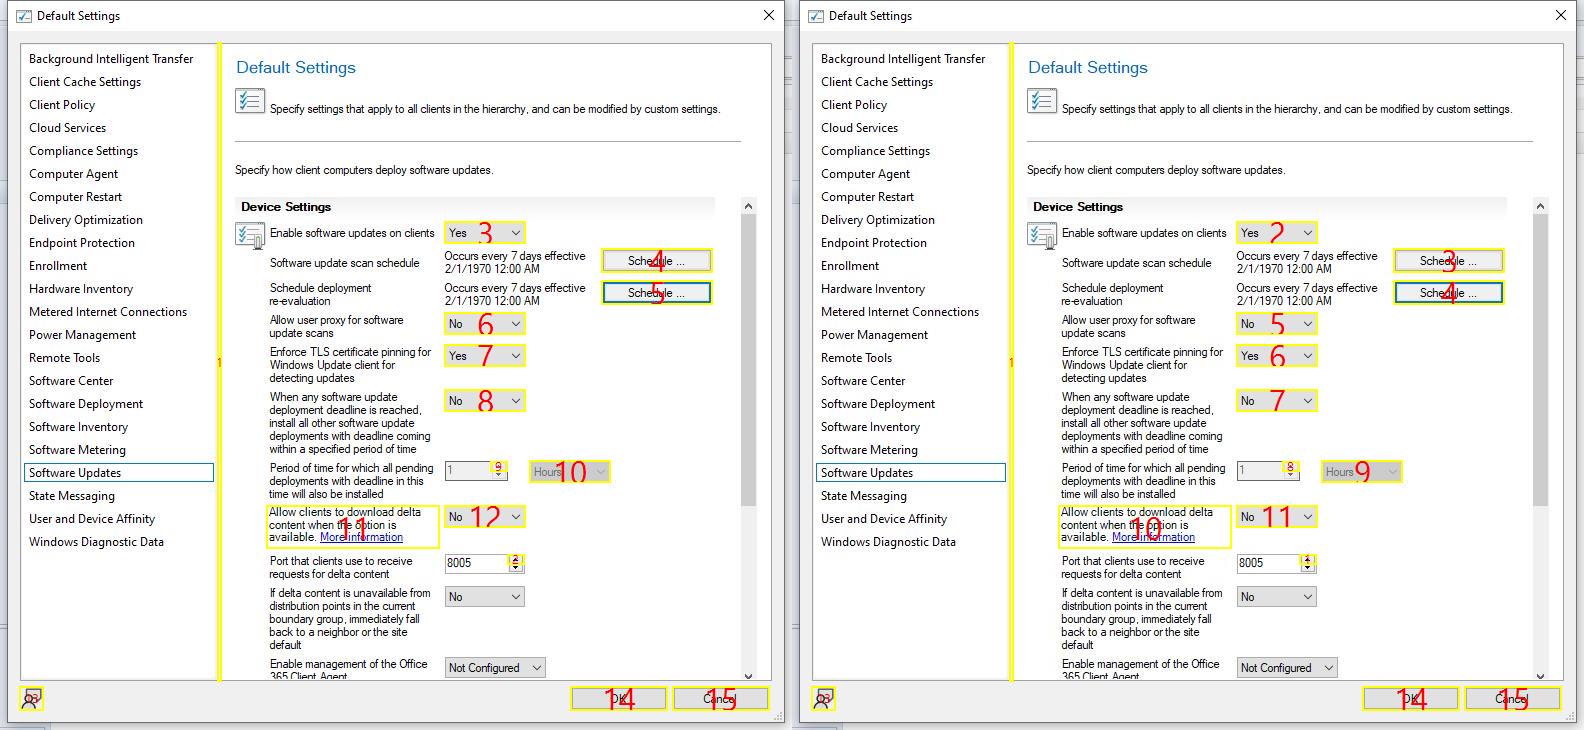 Default Settings
Background Intelligent Transfer
Client Cache Settings
Client Policy
Cloud Services
Compliance Settings
Computer Agent
Computer Restart
Delivery Optimization
Endpoint Protection
Enrollment
Hardware Inventory
Metered Internet Connections
Power Management
Remote Tools
Software Center
Software Deployment
Software Inventory
Software Metering
Software Updates
State Messaging
User and Device Affinity
Windows Diagnostic Data
1
Default Settings
Specify settings that apply to all clients in the hierarchy, and can be modified by custom settings.
Specify how client computers deploy software updates.
Device Settings
Enable software updates on clients Yes 3
Software update scan schedule Occurs every 7 days effective
2/1/1970 12:00 AM Schedule ... 4
Schedule deployment
re-evaluation Occurs every 7 days effective
2/1/1970 12:00 AM Schedule ... 5
Allow user proxy for software
update scans No 6
Enforce TLS certificate pinning for
Windows Update client for
detecting updates Yes 7
When any software update
deployment deadline is reached,
install all other software update
deployments with deadline coming
within a specified period of time No 8
Period of time for which all pending
deployments with deadline in this
time will also be installed 1 9 Hours 10
Allow clients to download delta
content when the option is
available. More information 11 No 12
Port that clients use to receive
requests for delta content 8005
If delta content is unavailable from
distribution points in the current
boundary group, immediately fall
back to a neighbor or the site
default No
Enable management of the Office
365 Client Agent Not Configured
OK 14 Cancel 15
Default Settings
Background Intelligent Transfer
Client Cache Settings
Client Policy
Cloud Services
Compliance Settings
Computer Agent
Computer Restart
Delivery Optimization
Endpoint Protection
Enrollment
Hardware Inventory
Metered Internet Connections
Power Management
Remote Tools
Software Center
Software Deployment
Software Inventory
Software Metering
Software Updates
State Messaging
User and Device Affinity
Windows Diagnostic Data
1
Default Settings
Specify settings that apply to all clients in the hierarchy, and can be modified by custom settings.
Specify how client computers deploy software updates.
Device Settings
Enable software updates on clients Yes 2
Software update scan schedule Occurs every 7 days effective
2/1/1970 12:00 AM Schedule ... 3
Schedule deployment
re-evaluation Occurs every 7 days effective
2/1/1970 12:00 AM Schedule ... 4
Allow user proxy for software
update scans No 5
Enforce TLS certificate pinning for
Windows Update client for
detecting updates Yes 6
When any software update
deployment deadline is reached,
install all other software update
deployments with deadline coming
within a specified period of time No 7
Period of time for which all pending
deployments with deadline in this
time will also be installed 1 8 Hours 9
Allow clients to download delta
content when the option is
available. More information 10 No 11
Port that clients use to receive
requests for delta content 8005
If delta content is unavailable from
distribution points in the current
boundary group, immediately fall
back to a neighbor or the site
default No
Enable management of the Office
365 Client Agent Not Configured
OK 14 Cancel 15